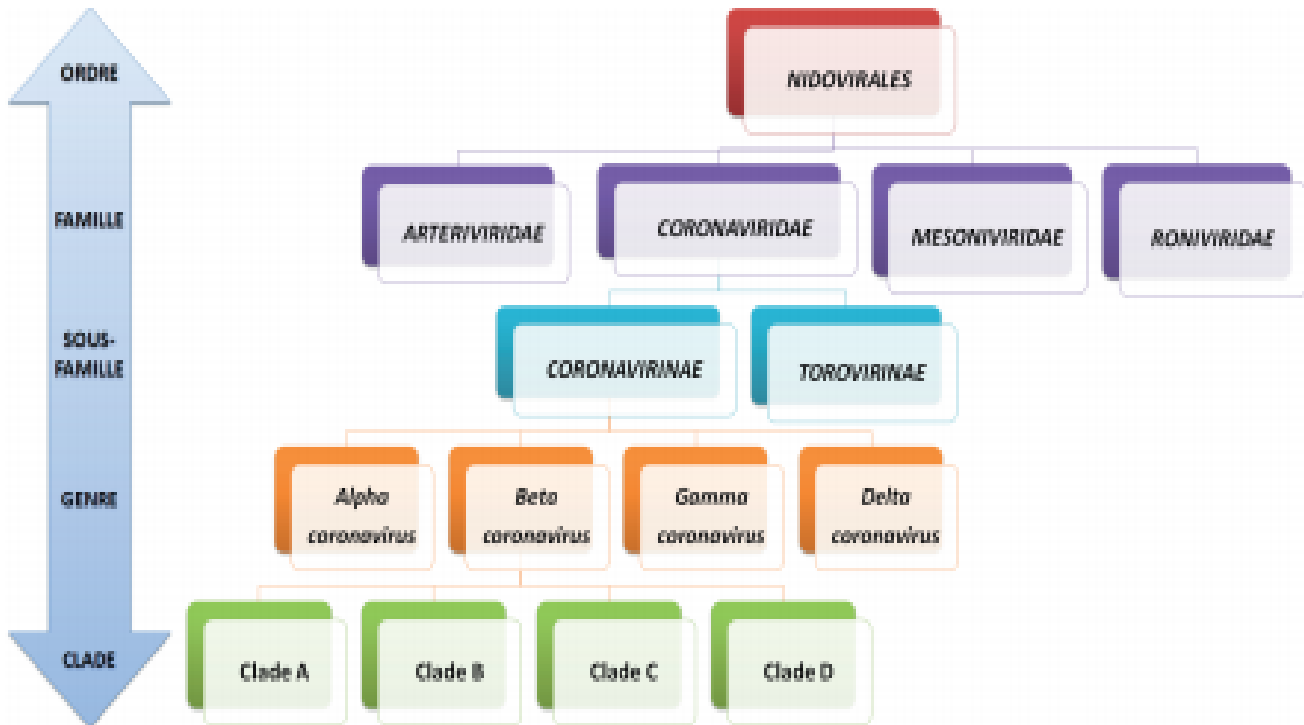 ORDRE
NIDOVIRALES
FAMILLE
ARTERIVIRIDAE
CORONAVIRIDAE
MESONIVIRIDAE
RONIVIRIDAE
SOUS-
FAMILLE
CORONAVIRINAE
TOROVIRINAE
GENRE
Alpha
coronavirus
Beta
coronavirus
Gamma
coronavirus
Delta
coronavirus
CLADE
Clade A
Clade B
Clade C
Clade D